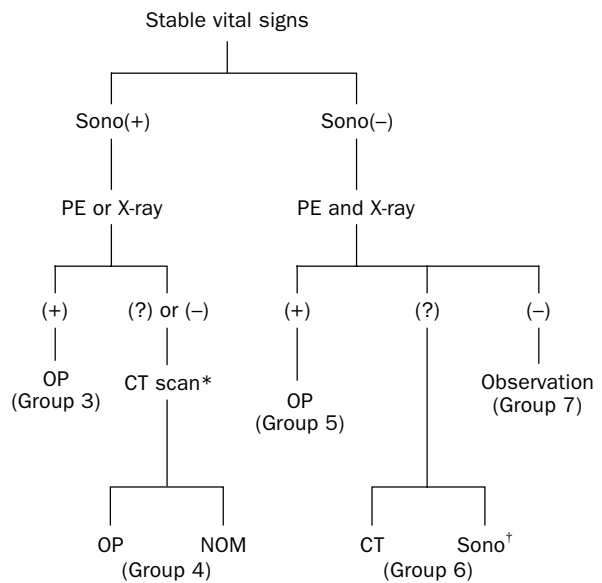 Stable vital signs
Sono(+) Sono(–)
PE or X-ray PE and X-ray
(+) (?) or (–) (+) (?) (–)
OP
(Group 3)
CT scan*
OP
(Group 5)
Observation
(Group 7)
OP NOM
(Group 4)
CT Sono†
(Group 6)